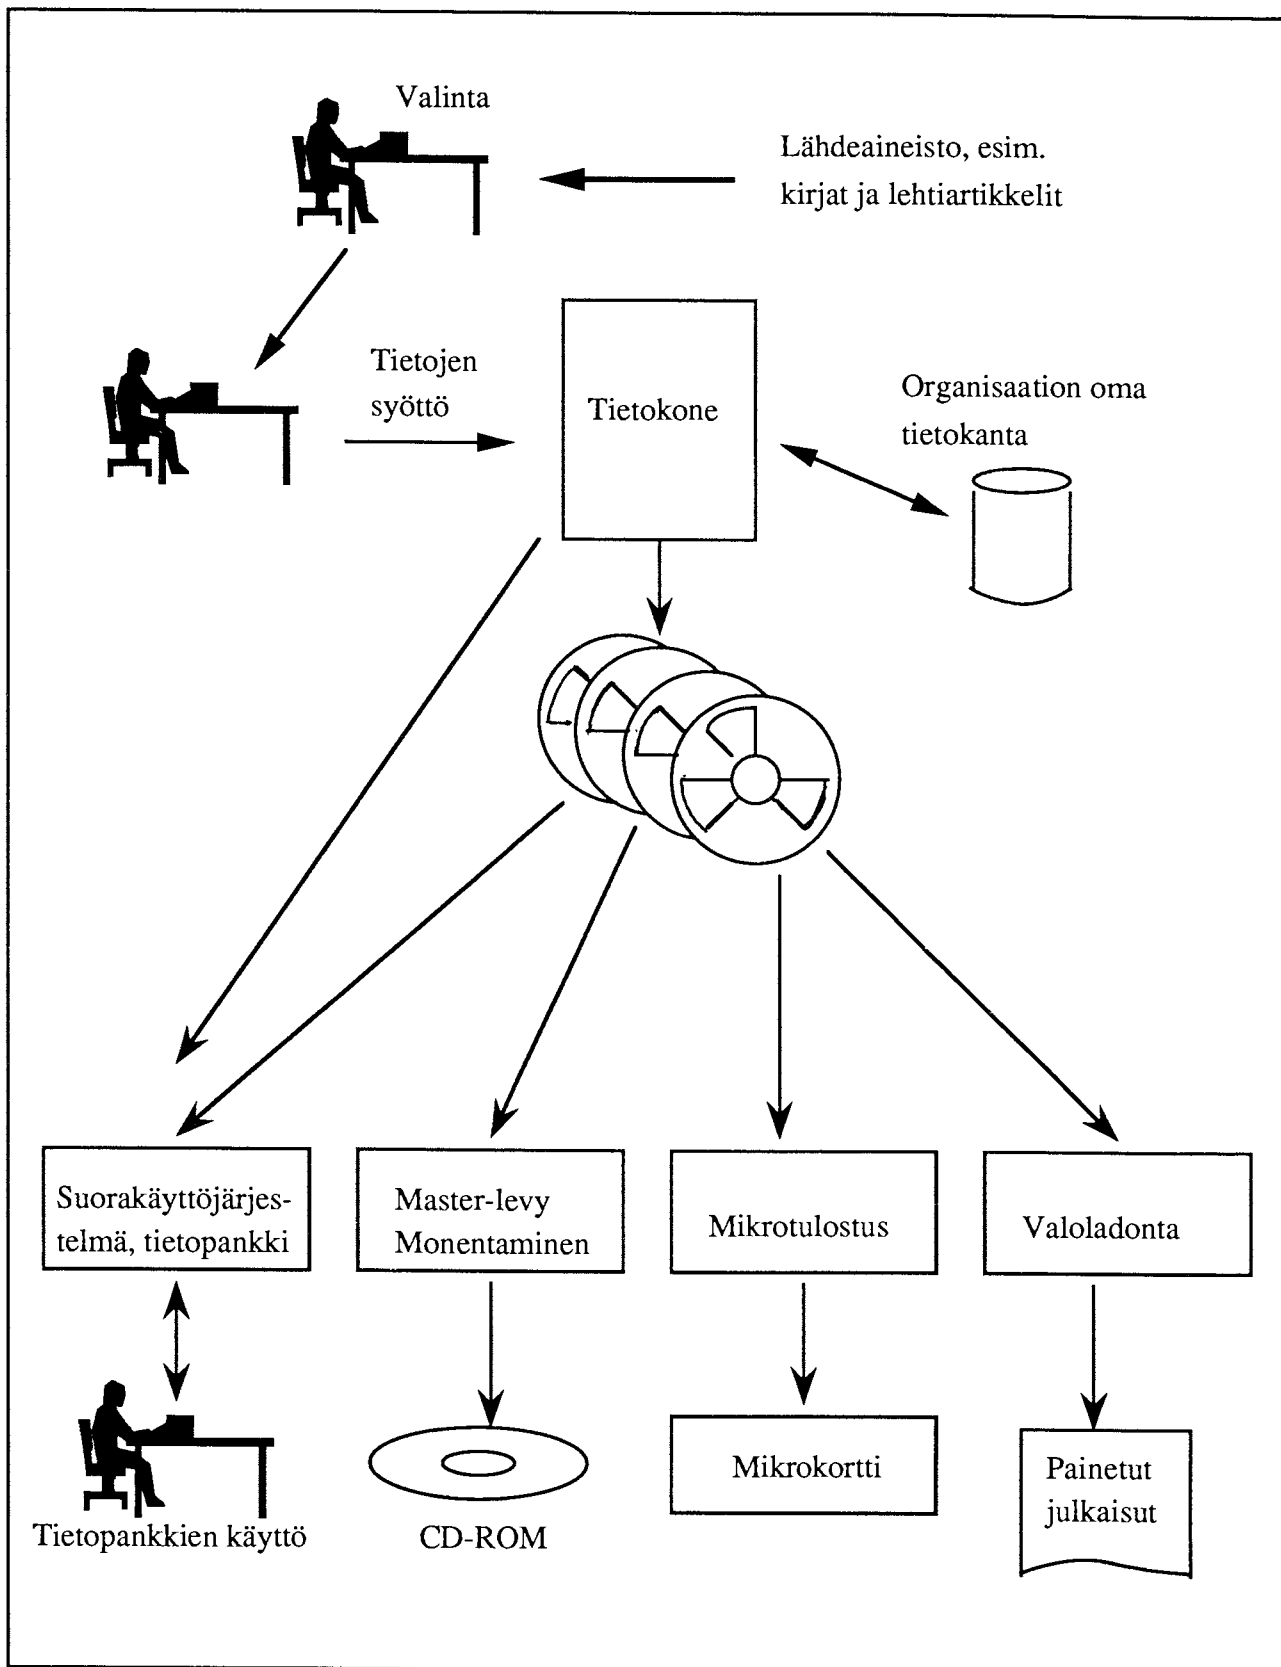 Valinta
Lähdeaineisto, esim.
kirjat ja lehtiartikkelit
Tietojen
syöttö
Tietokone
Organisaation oma
tietokanta
Suorakäyttöjärjes-
telmä, tietopankki
Master-levy
Monentaminen
Mikrotulostus
Valoladonta
Tietopankkien käyttö
CD-ROM
Mikrokortti
Painetut
julkaisut